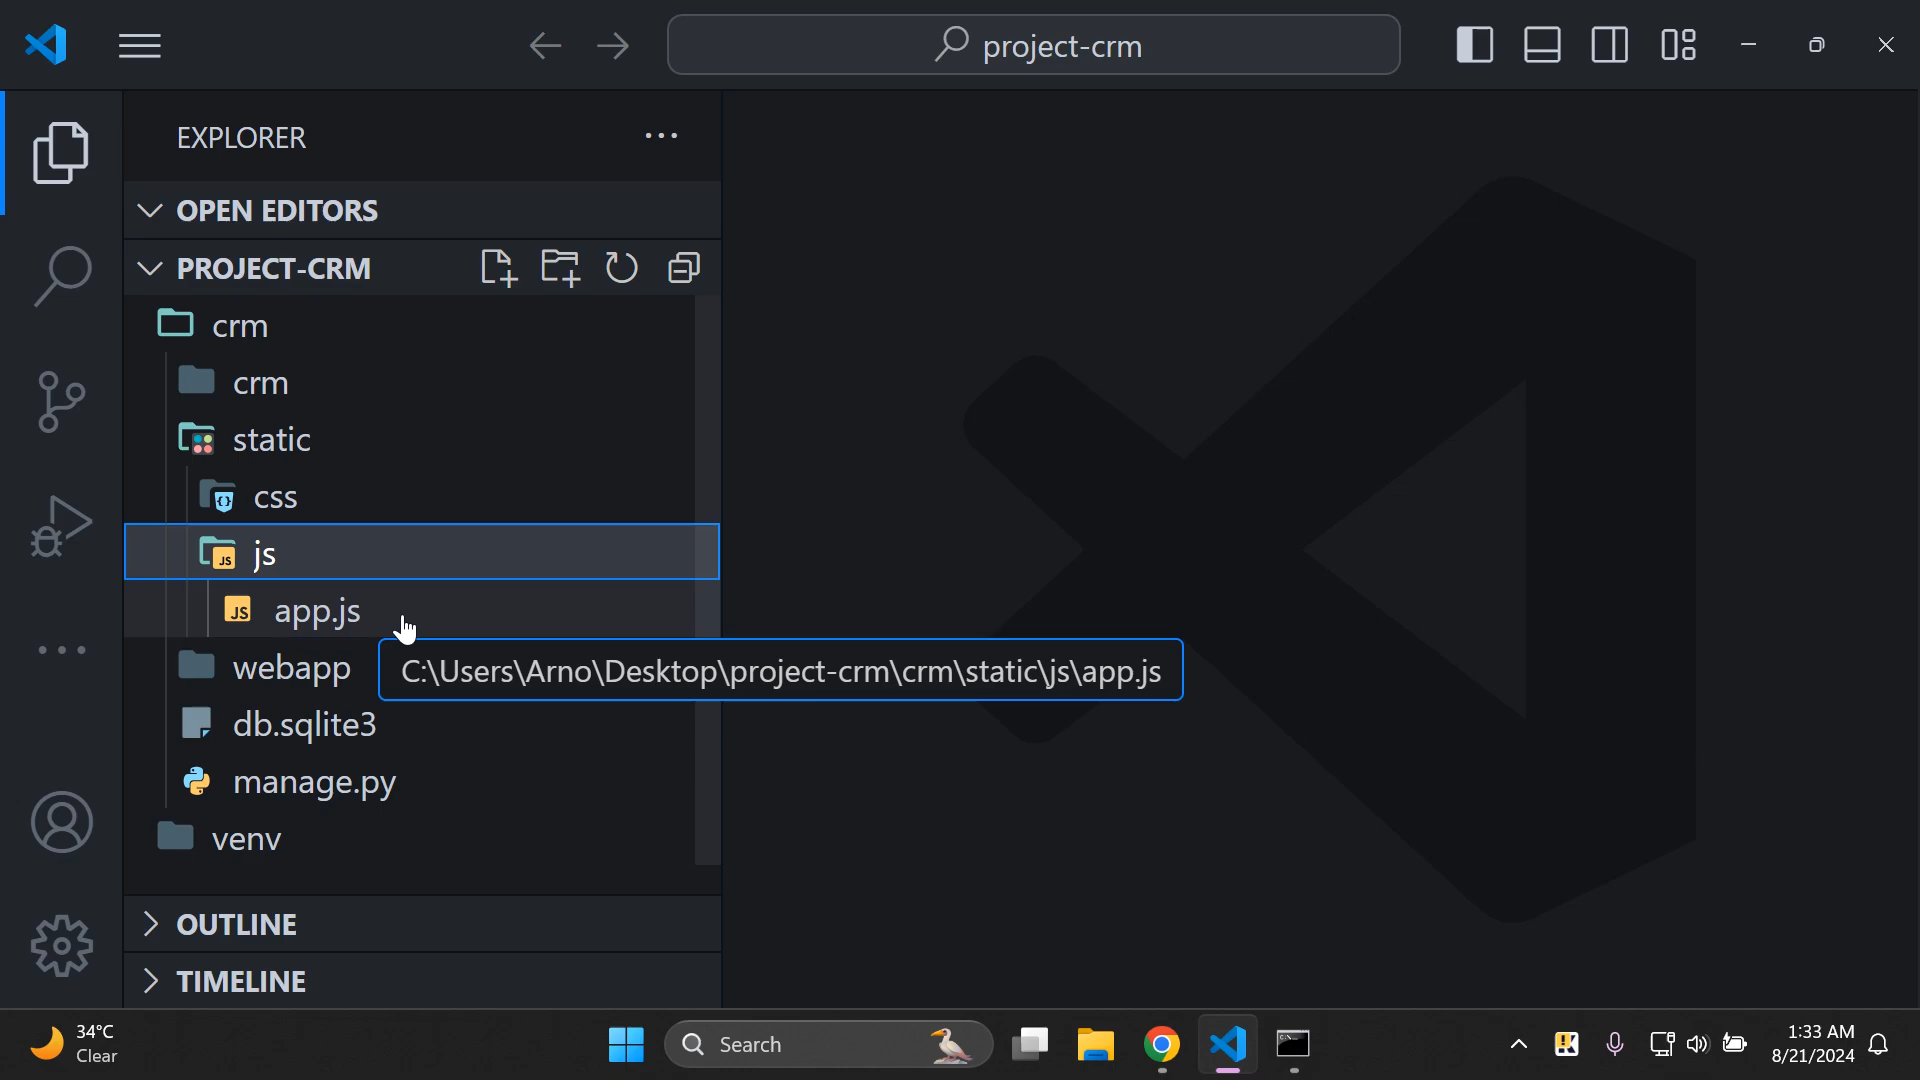 project-crm
EXPLORER
OPEN EDITORS
PROJECT-CRM
crm
crm
static
css
js
JS app.js
webapp
C:\Users\Arno\Desktop\project-crm\crm\static\js\app.js
db.sqlite3
manage.py
venv
OUTLINE
TIMELINE
34°C
Clear
Search
1:33 AM
8/21/2024